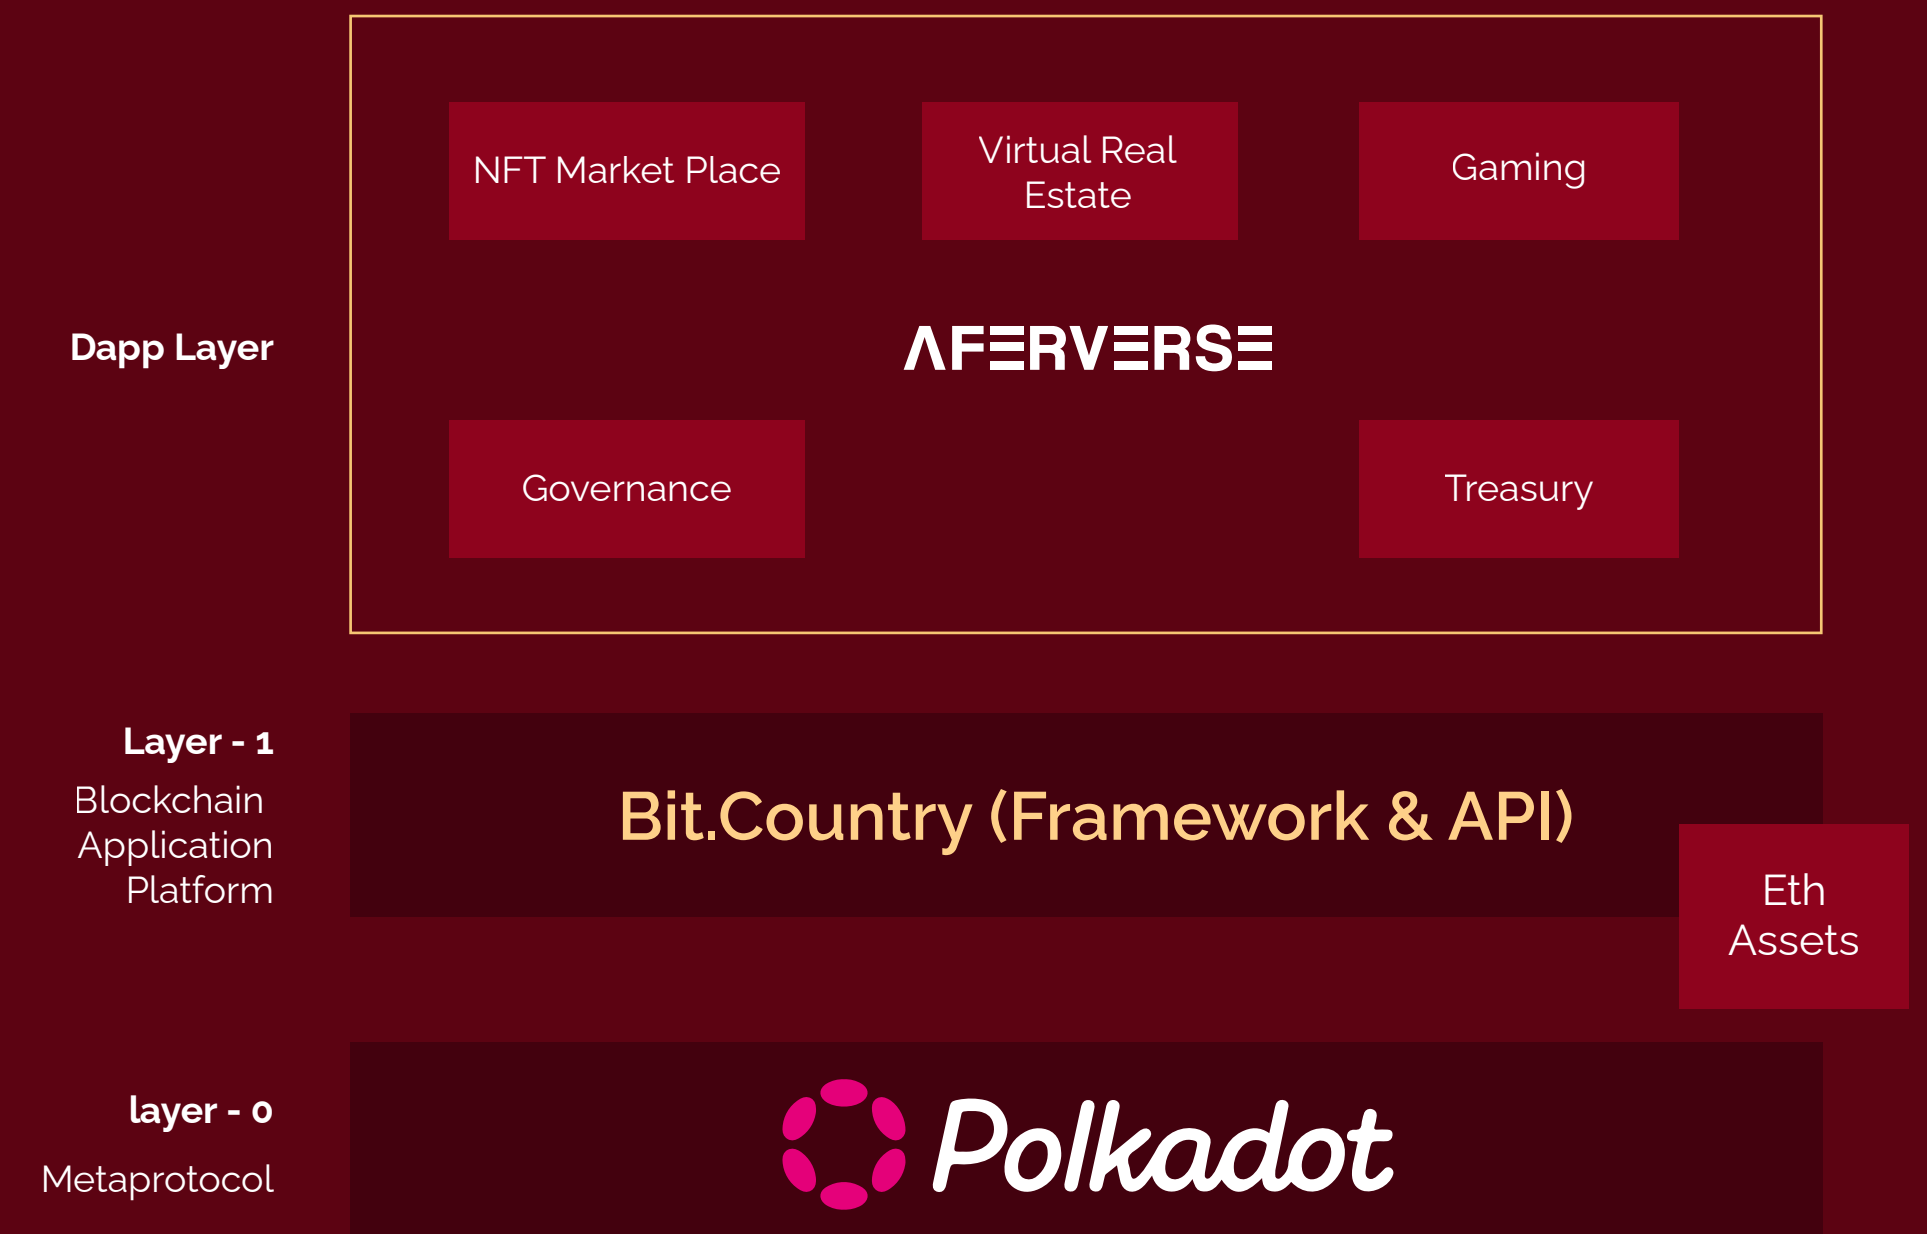 NFT Market Place
Virtual Real
Estate
Gaming
Dapp Layer
AFERVERSE
Governance
Treasury
Layer - 1
Blockchain
Application
Platform
Bit.Country (Framework & API)
Eth
Assets
layer - 0
Metaprotocol
Polkadot